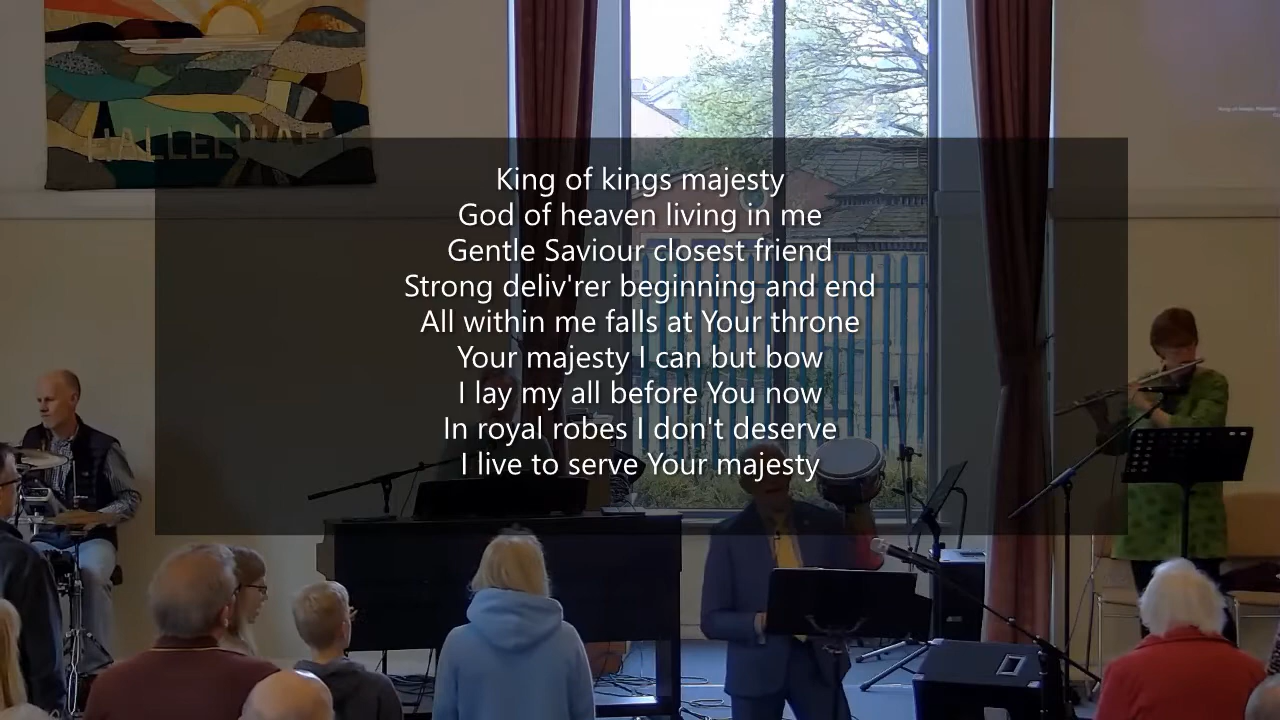 HALLELUJAH
King of kings majesty
God of heaven living in me
Gentle Saviour closest friend
Strong deliv'rer beginning and end
All within me falls at Your throne
Your majesty I can but bow
I lay my all before You now
In royal robes I don't deserve
I live to serve Your majesty